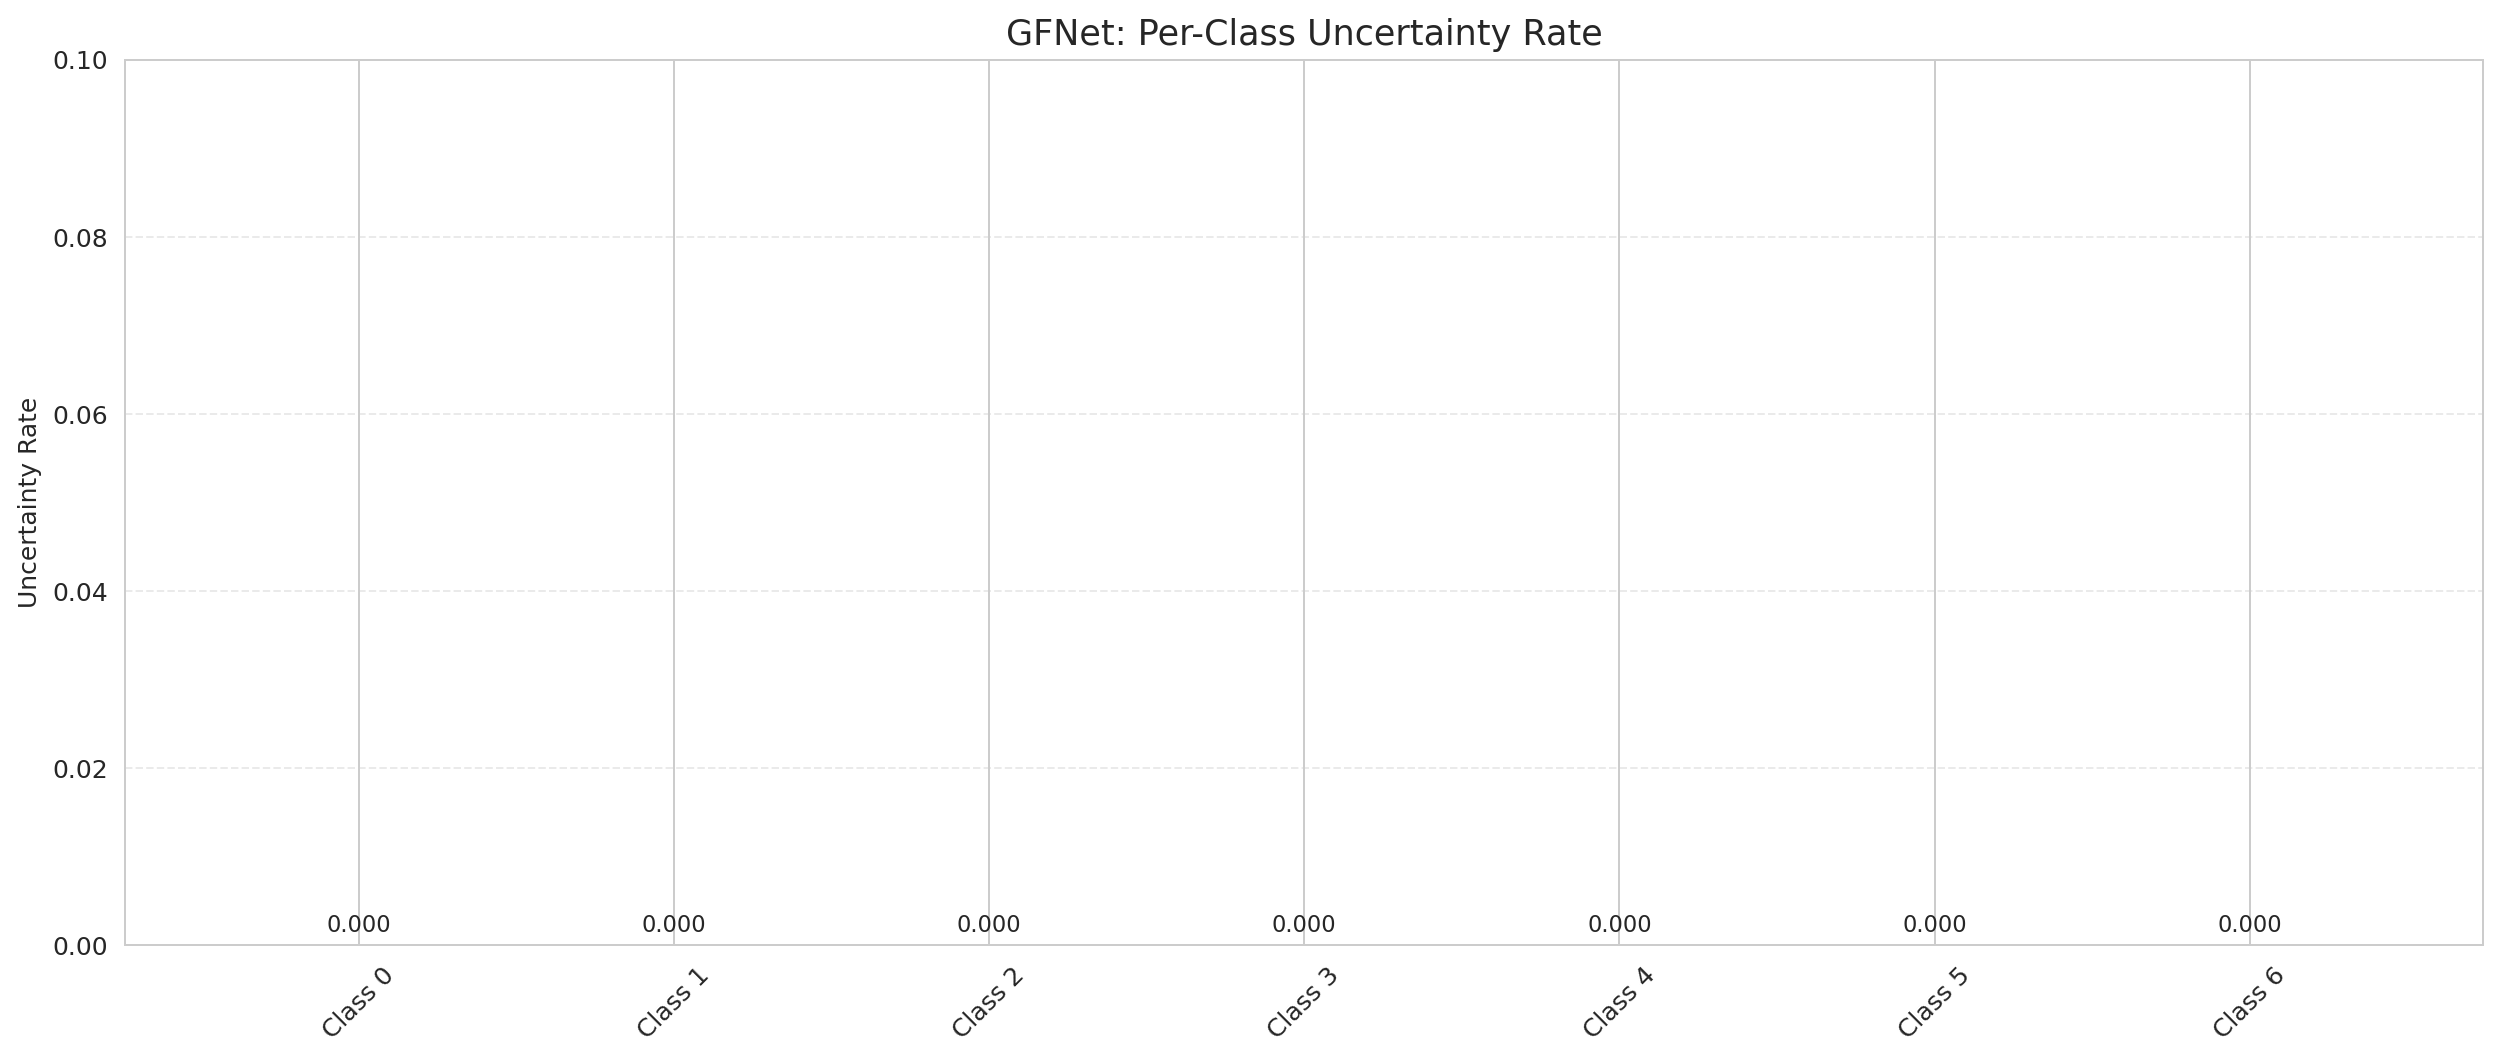 GFNet: Per-Class Uncertainty Rate
Uncertainty Rate
0.10
0.08
0.06
0.04
0.02
0.00
0.000 0.000 0.000 0.000 0.000 0.000 0.000
Class 0 Class 1 Class 2 Class 3 Class 4 Class 5 Class 6